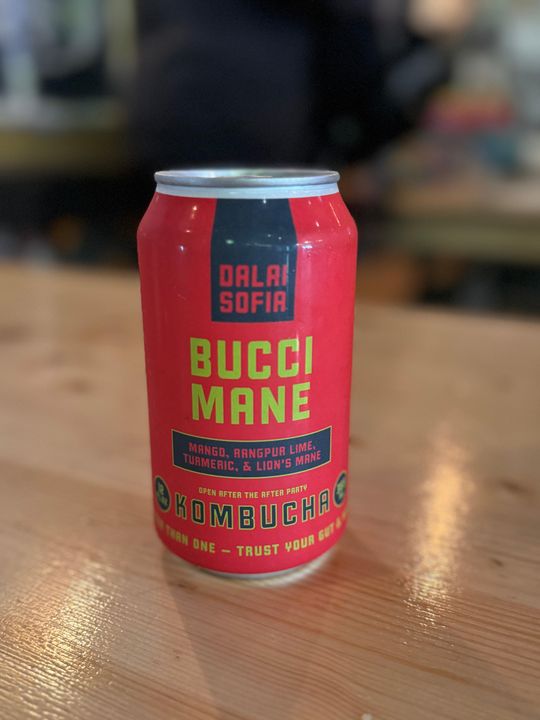 DALAI
SOFIA
BUCCI
MANE
MANGO, RANGPUR LIME,
TURMERIC, & LION'S MANE
OPEN AFTER THE AFTER PARTY
KOMBUCHA
THAN ONE — TRUST YOUR GUT &